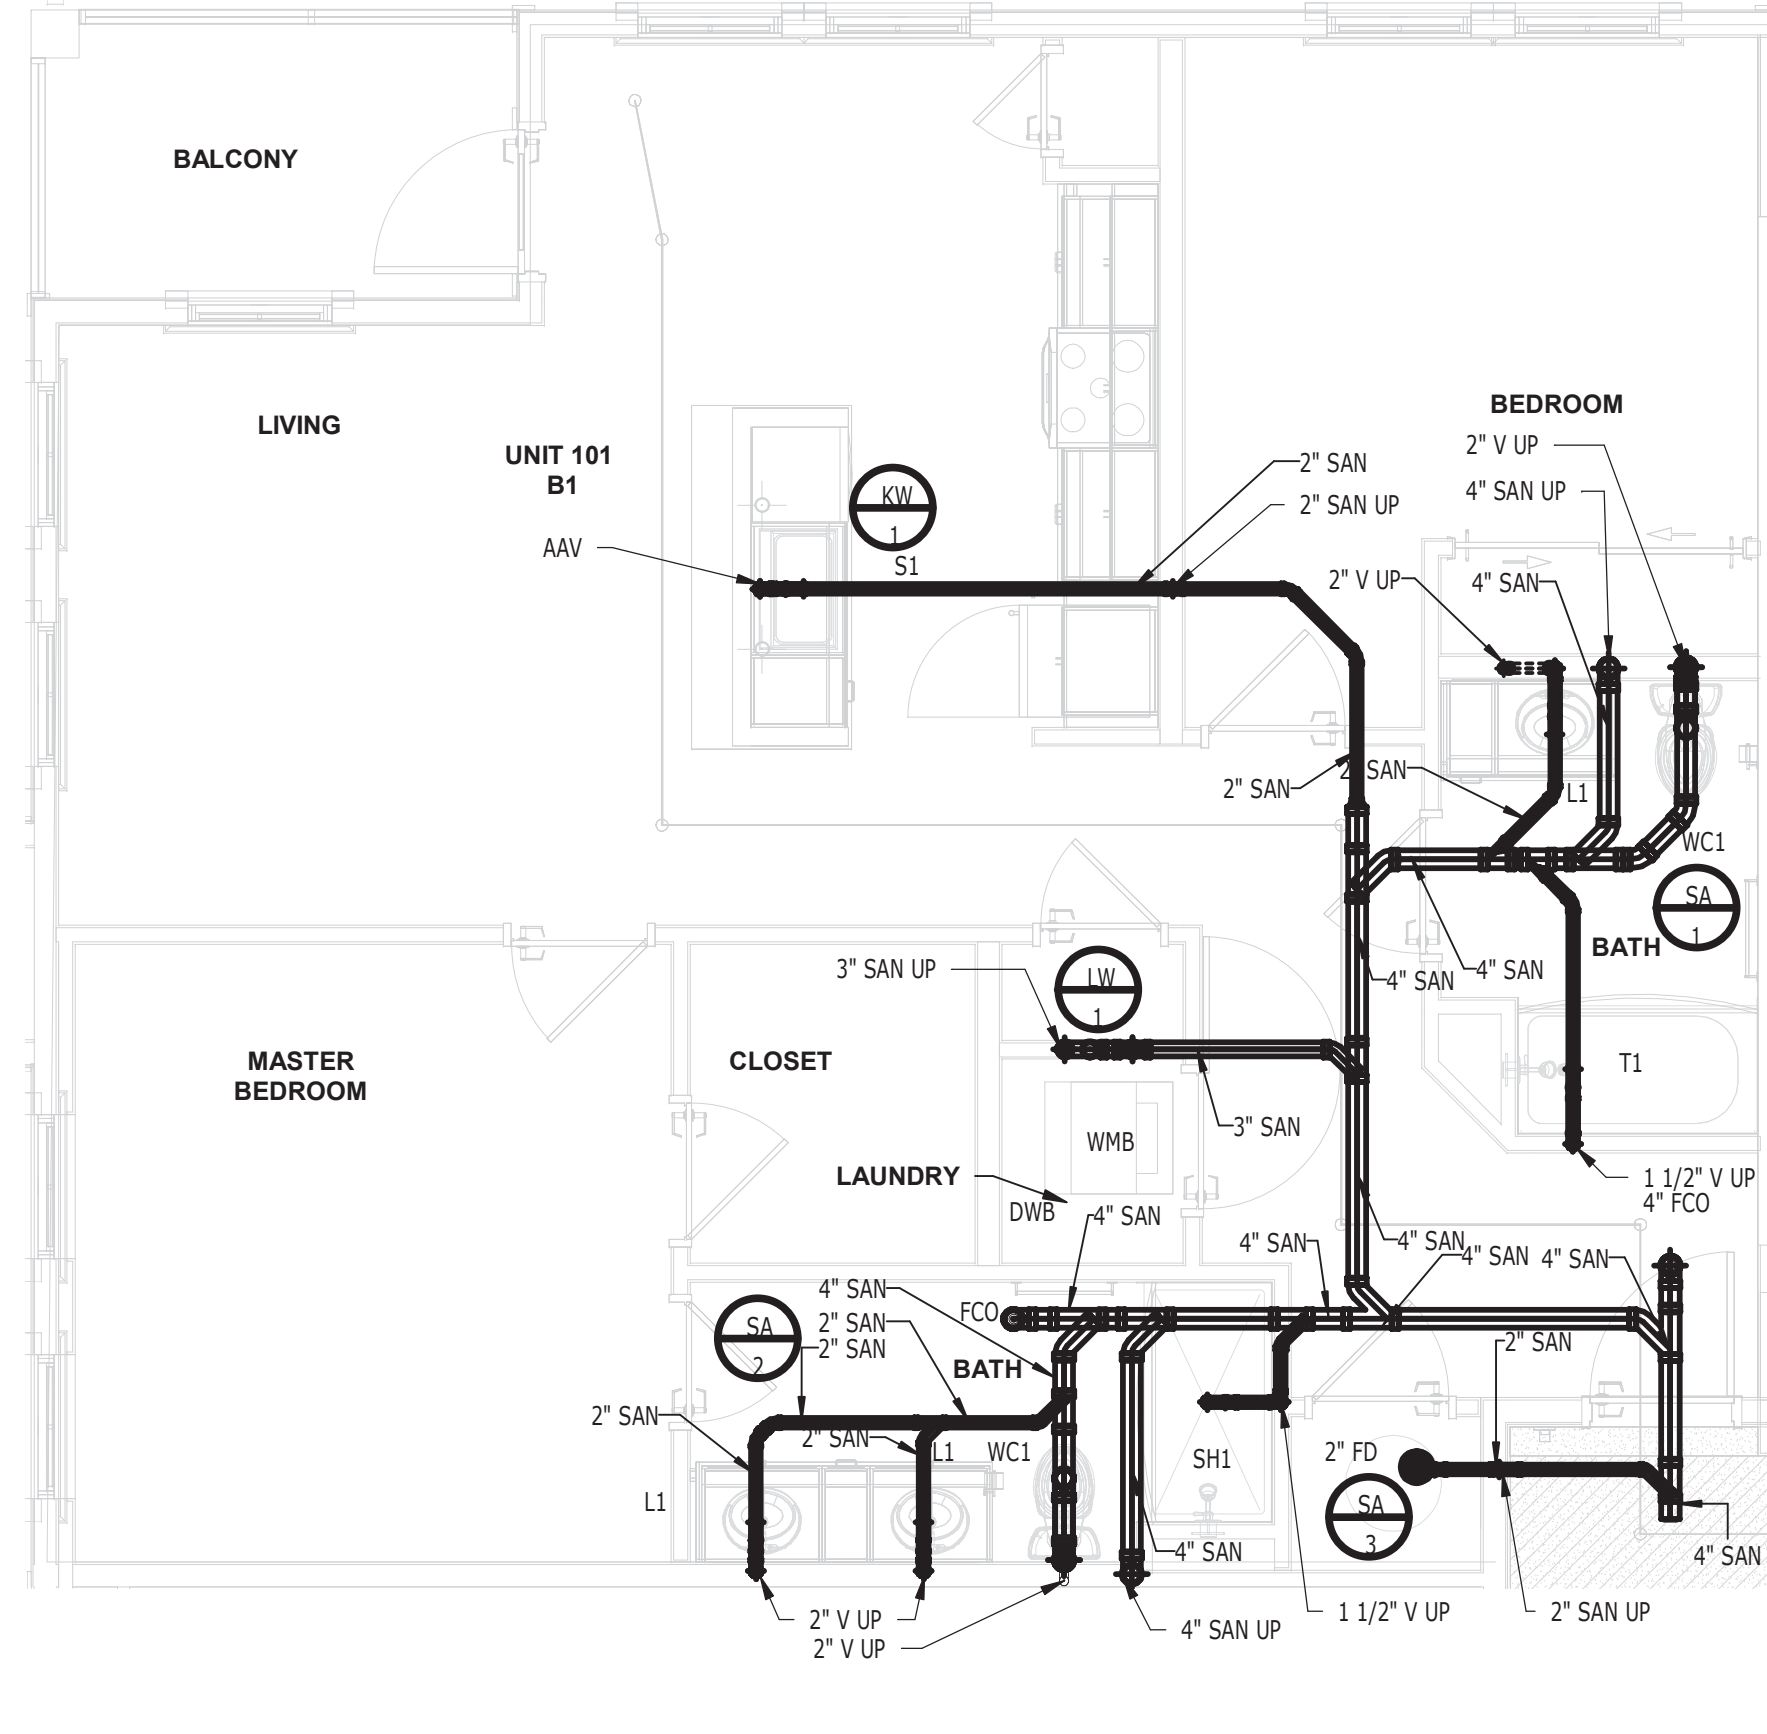 BALCONY
LIVING
UNIT 101
B1
BEDROOM
2" V UP
4" SAN UP
KW
1
S1
2" SAN
2" SAN UP
AAV
2" V UP
4" SAN
2" SAN
2" SAN
L1
WC1
SA
1
BATH
3" SAN UP
LW
1
4" SAN
4" SAN
MASTER
BEDROOM
CLOSET
T1
3" SAN
WMB
LAUNDRY
DWB
4" SAN
1 1/2" V UP
4" FCO
4" SAN
4" SAN
4" SAN
4" SAN
4" SAN
FCO
SA
2
2" SAN
2" SAN
BATH
2" SAN
2" SAN
2" SAN
L1
WC1
SH1
2" FD
L1
SA
3
4" SAN
4" SAN
2" V UP
2" V UP
4" SAN UP
1 1/2" V UP
2" SAN UP